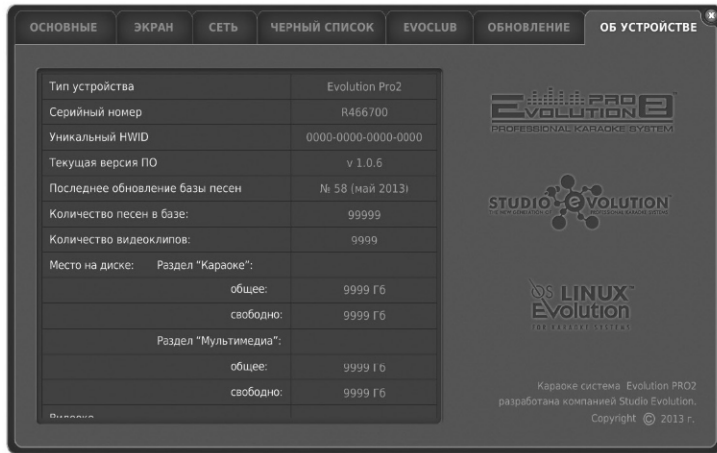 ОСНОВНЫЕ ЭКРАН СЕТЬ ЧЕРНЫЙ СПИСОК EVOCLUB ОБНОВЛЕНИЕ ОБ УСТРОЙСТВЕ
Тип устройства Evolution Pro2
Серийный номер R466700
Уникальный HWID 0000-0000-0000-0000
Текущая версия ПО v 1.0.6
Последнее обновление базы песен № 58 (май 2013)
Количество песен в базе: 99999
Количество видеоклипов: 9999
Место на диске: Раздел "Караоке":
общее: 9999 Гб
свободно: 9999 Гб
Раздел "Мультимедиа":
общее: 9999 Гб
свободно: 9999 Гб
EVOLUTION PRO 2
PROFESSIONAL KARAOKE SYSTEM
STUDIO EVOLUTION
OS LINUX
Evolution
FOR KARAOKE SYSTEMS
Караоке система Evolution PRO2
разработана компанией Studio Evolution.
Copyright © 2013 г.